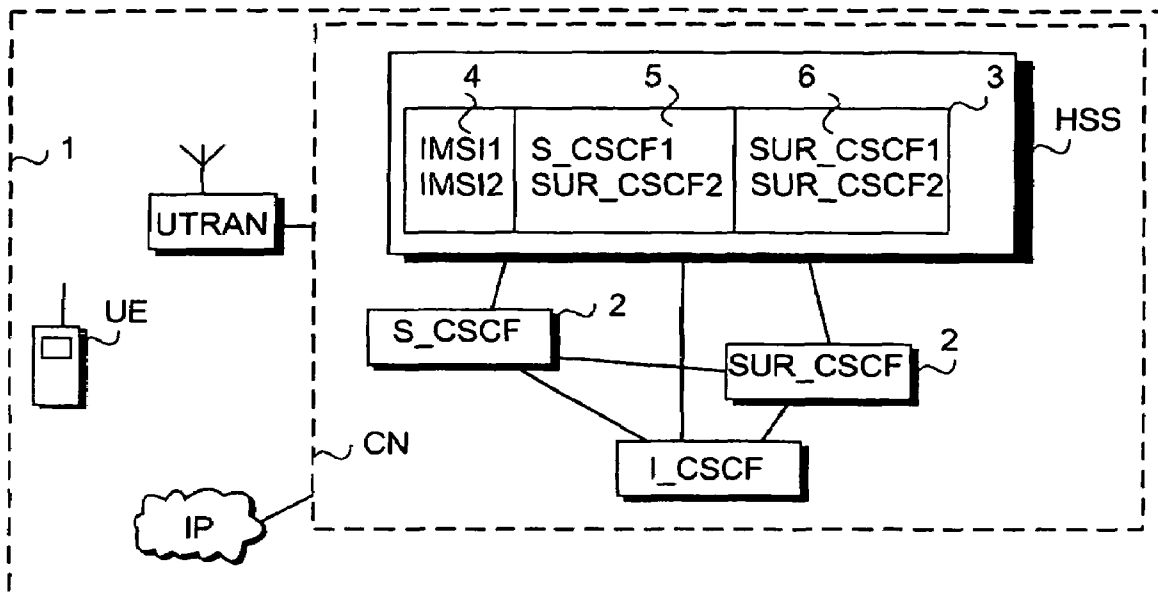 4 5 6 3
HSS
1
IMSI1 S_CSCF1 SUR_CSCF1
IMSI2 SUR_CSCF2 SUR_CSCF2
UTRAN
UE
2
S_CSCF
2
SUR_CSCF
CN
I_CSCF
IP